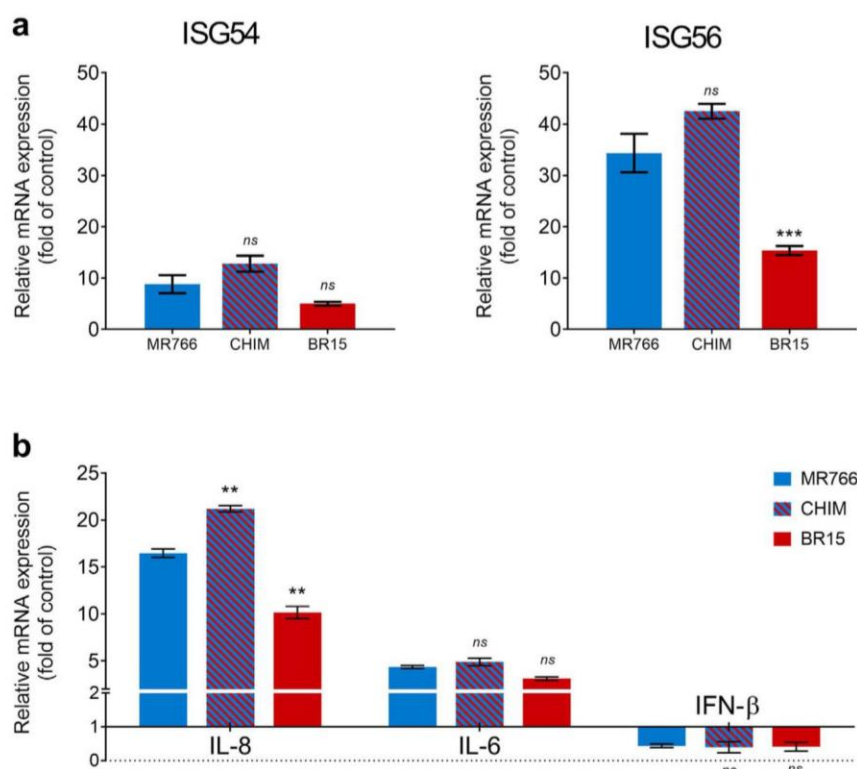 a
ISG54
ISG56
Relative mRNA expression
(fold of control)
50
40
30
20
10
0
ns
ns
MR766
CHIM
BR15
Relative mRNA expression
(fold of control)
50
40
30
20
10
0
ns
***
MR766
CHIM
BR15
b
Relative mRNA expression
(fold of control)
25
20
15
10
5
2
1
0
**
**
ns
ns
IL-8
IL-6
IFN-β
ns
ns
MR766
CHIM
BR15